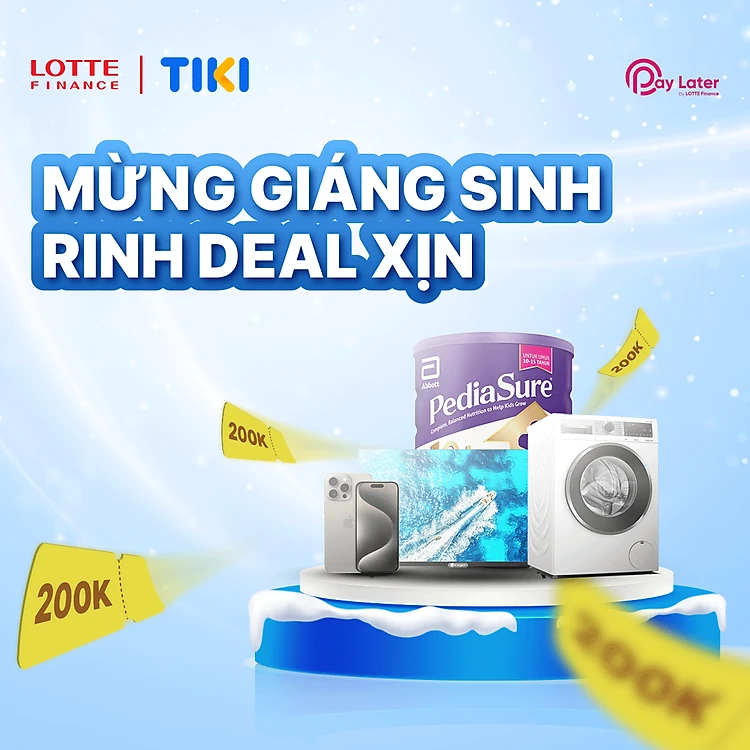 LOTTE
FINANCE
TIKI
Pay Later
by LOTTE Finance
MỪNG GIÁNG SINH
RINH DEAL XỊN
200K
UNTUK UMUR
10-15 TAHUN
Abbott
PediaSure
Complete, Balanced Nutrition to Help Kids Grow
200K
Casper
200K
200K